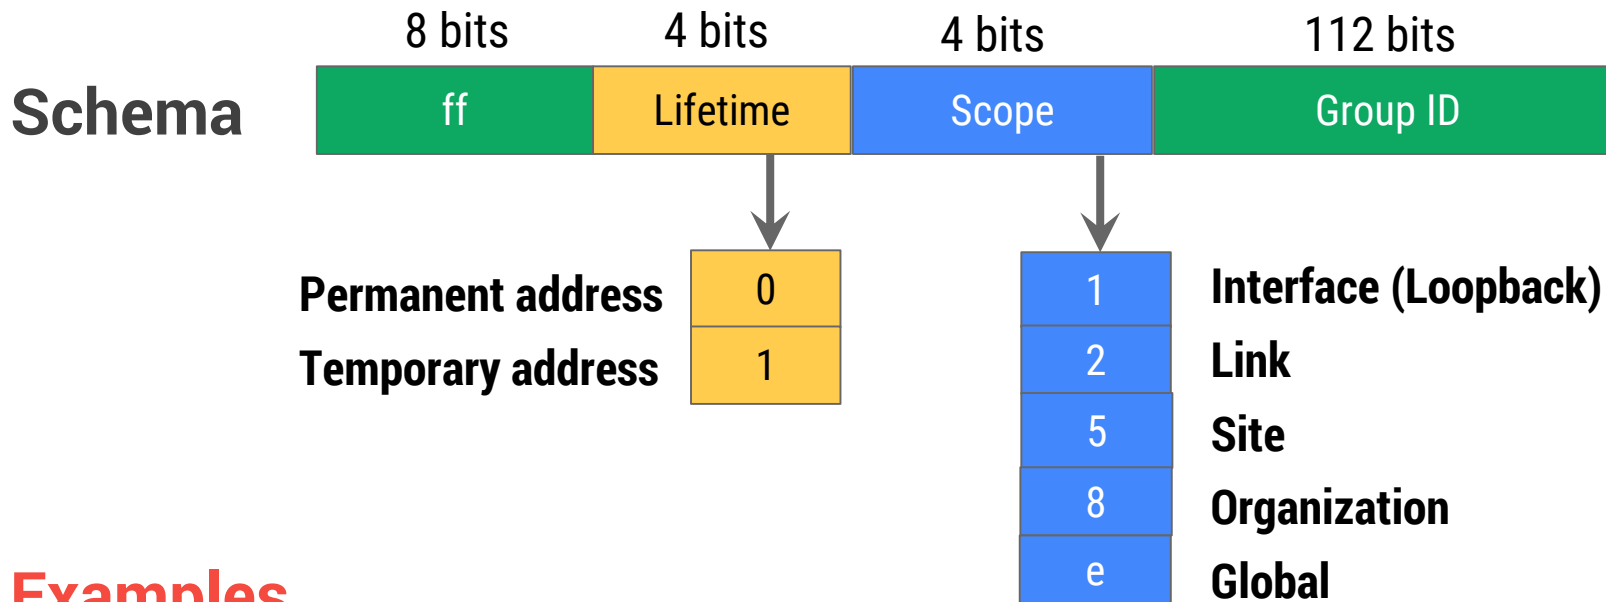 8 bits 4 bits 4 bits 112 bits
Schema ff Lifetime Scope Group ID
Permanent address 0 1 Interface (Loopback)
Temporary address 1 2 Link
5 Site
8 Organization
e Global
Examples